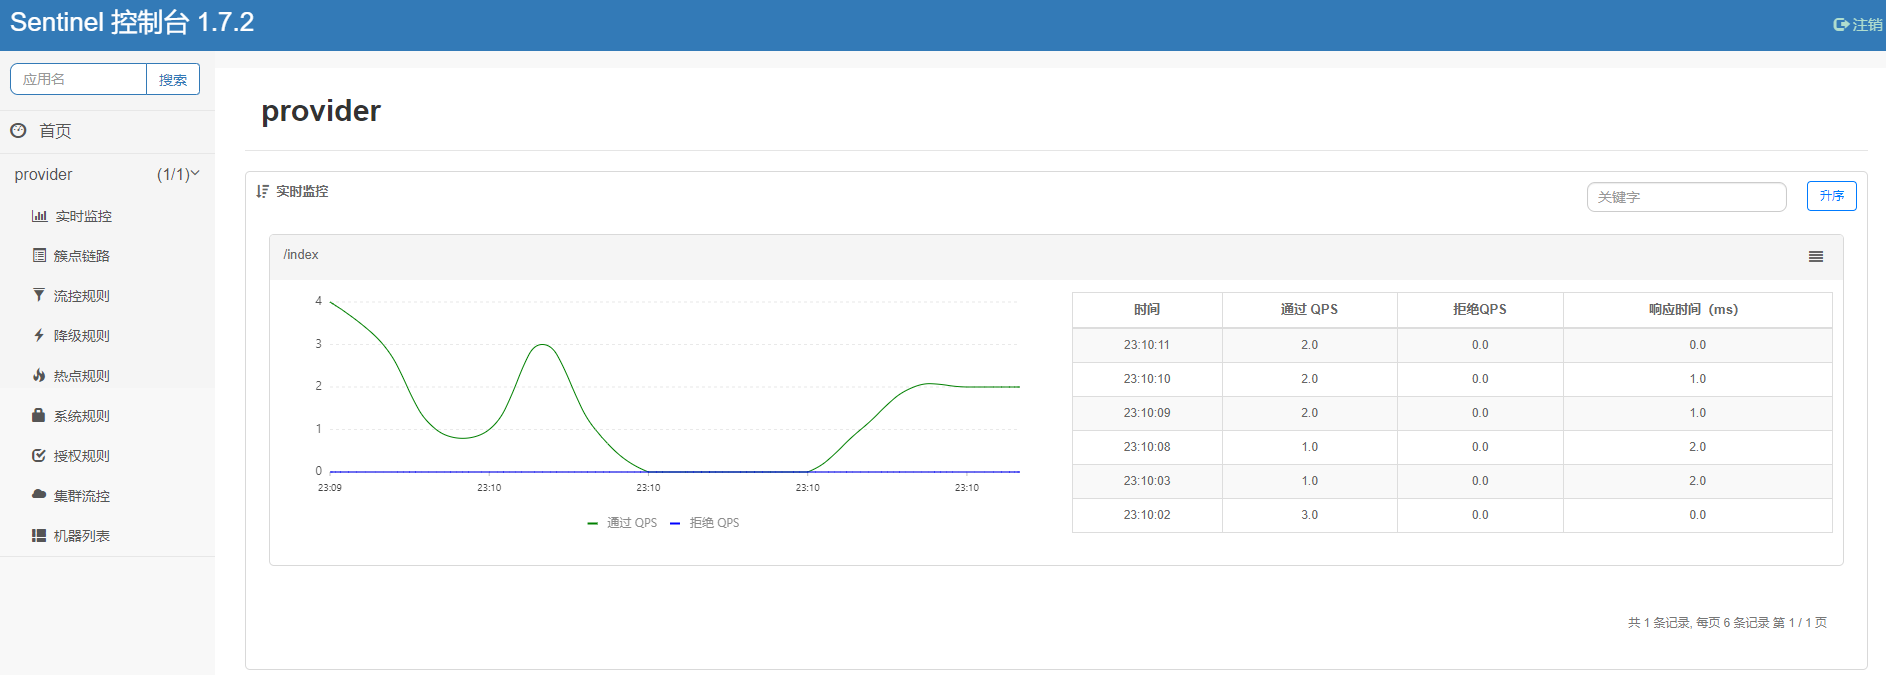 Sentinel 控制台 1.7.2
注销
应用名
搜索
首页
provider (1/1)
实时监控
簇点链路
流控规则
降级规则
热点规则
系统规则
授权规则
集群流控
机器列表
provider
实时监控
关键字
升序
/index
4
3
2
1
0
23:09 23:10 23:10 23:10 23:10
通过 QPS 拒绝 QPS
时间 通过 QPS 拒绝QPS 响应时间（ms）
23:10:11 2.0 0.0 0.0
23:10:10 2.0 0.0 1.0
23:10:09 2.0 0.0 1.0
23:10:08 1.0 0.0 2.0
23:10:03 1.0 0.0 2.0
23:10:02 3.0 0.0 0.0
共 1 条记录, 每页 6 条记录 第 1 / 1 页